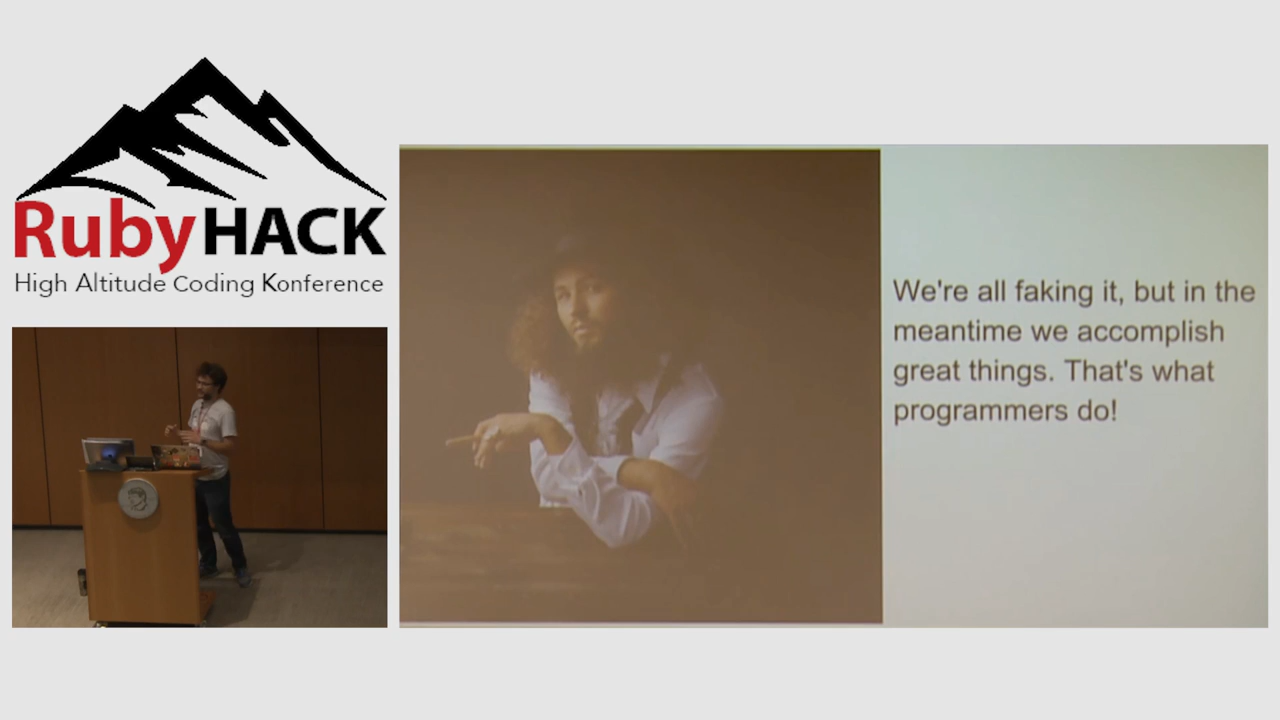 RubyHACK
High Altitude Coding Konference
We're all faking it, but in the
meantime we accomplish
great things. That's what
programmers do!